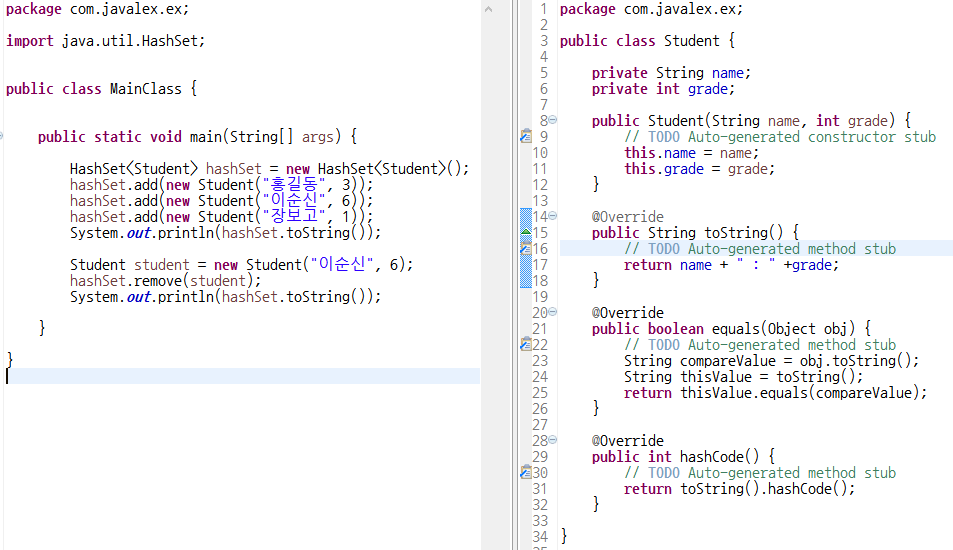 package com.javalex.ex;
import java.util.HashSet;
public class MainClass {
public static void main(String[] args) {
HashSet<Student> hashSet = new HashSet<Student>();
hashSet.add(new Student("홍길동", 3));
hashSet.add(new Student("이순신", 6));
hashSet.add(new Student("장보고", 1));
System.out.println(hashSet.toString());
Student student = new Student("이순신", 6);
hashSet.remove(student);
System.out.println(hashSet.toString());
}
}
1 package com.javalex.ex;
2
3 public class Student {
4
5 private String name;
6 private int grade;
7
8 public Student(String name, int grade) {
9 // TODO Auto-generated constructor stub
10 this.name = name;
11 this.grade = grade;
12 }
13
14 @Override
15 public String toString() {
16 // TODO Auto-generated method stub
17 return name + " : " +grade;
18 }
19
20 @Override
21 public boolean equals(Object obj) {
22 // TODO Auto-generated method stub
23 String compareValue = obj.toString();
24 String thisValue = toString();
25 return thisValue.equals(compareValue);
26 }
27
28 @Override
29 public int hashCode() {
30 // TODO Auto-generated method stub
31 return toString().hashCode();
32 }
33
34 }